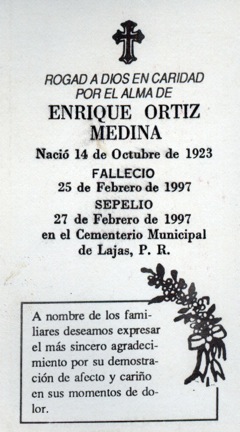 ROGAD A DIOS EN CARIDAD
POR EL ALMA DE
ENRIQUE ORTIZ
MEDINA
Nació 14 de Octubre de 1923
FALLECIO
25 de Febrero de 1997
SEPELIO
27 de Febrero de 1997
en el Cementerio Municipal
de Lajas, P. R.
A nombre de los fami-
liares deseamos expresar
el más sincero agradeci-
miento por su demostra-
ción de afecto y cariño
en sus momentos de do-
lor.